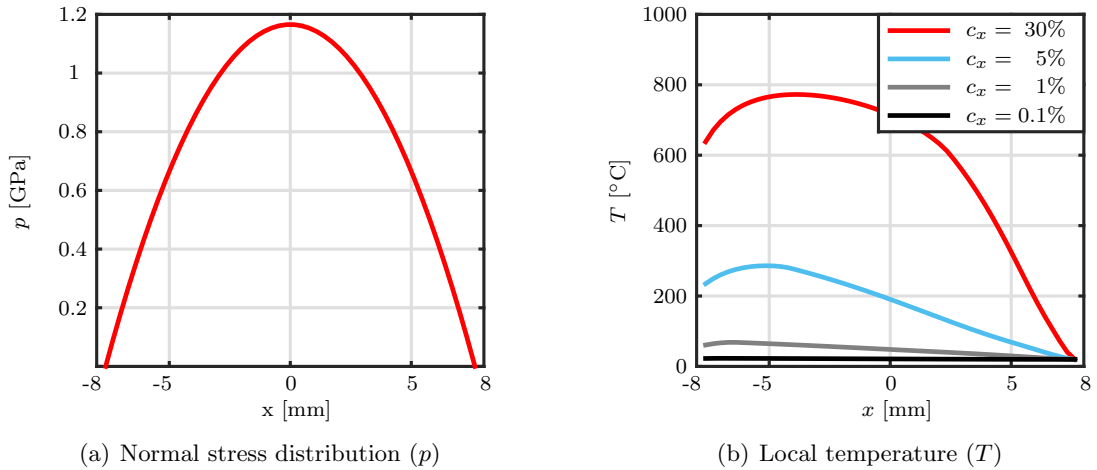 1.2
1
0.8
0.6
0.4
0.2
p [GPa]
-8 -5 0 5 8
x [mm]
(a) Normal stress distribution (p)
1000
800
600
400
200
0
T [°C]
c_x = 30%
c_x = 5%
c_x = 1%
c_x = 0.1%
-8 -5 0 5 8
x [mm]
(b) Local temperature (T)